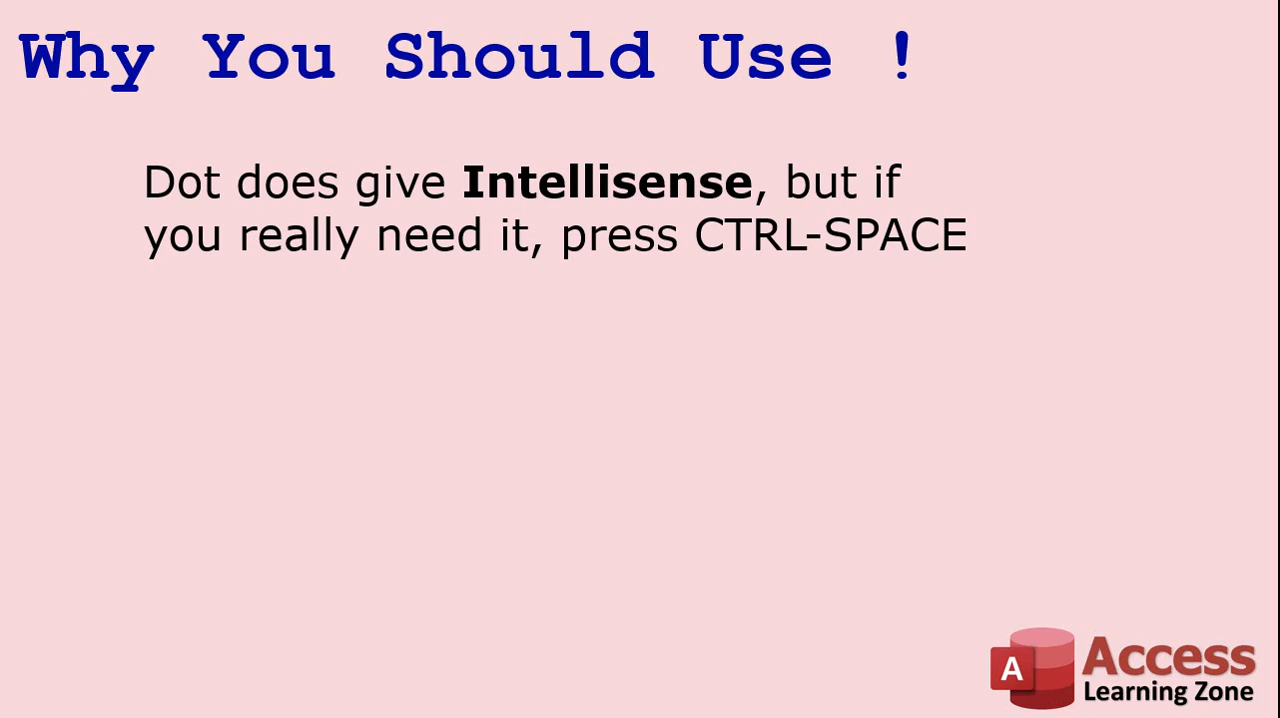 Why You Should Use !
Dot does give Intellisense, but if
you really need it, press CTRL-SPACE
A
Access
Learning Zone